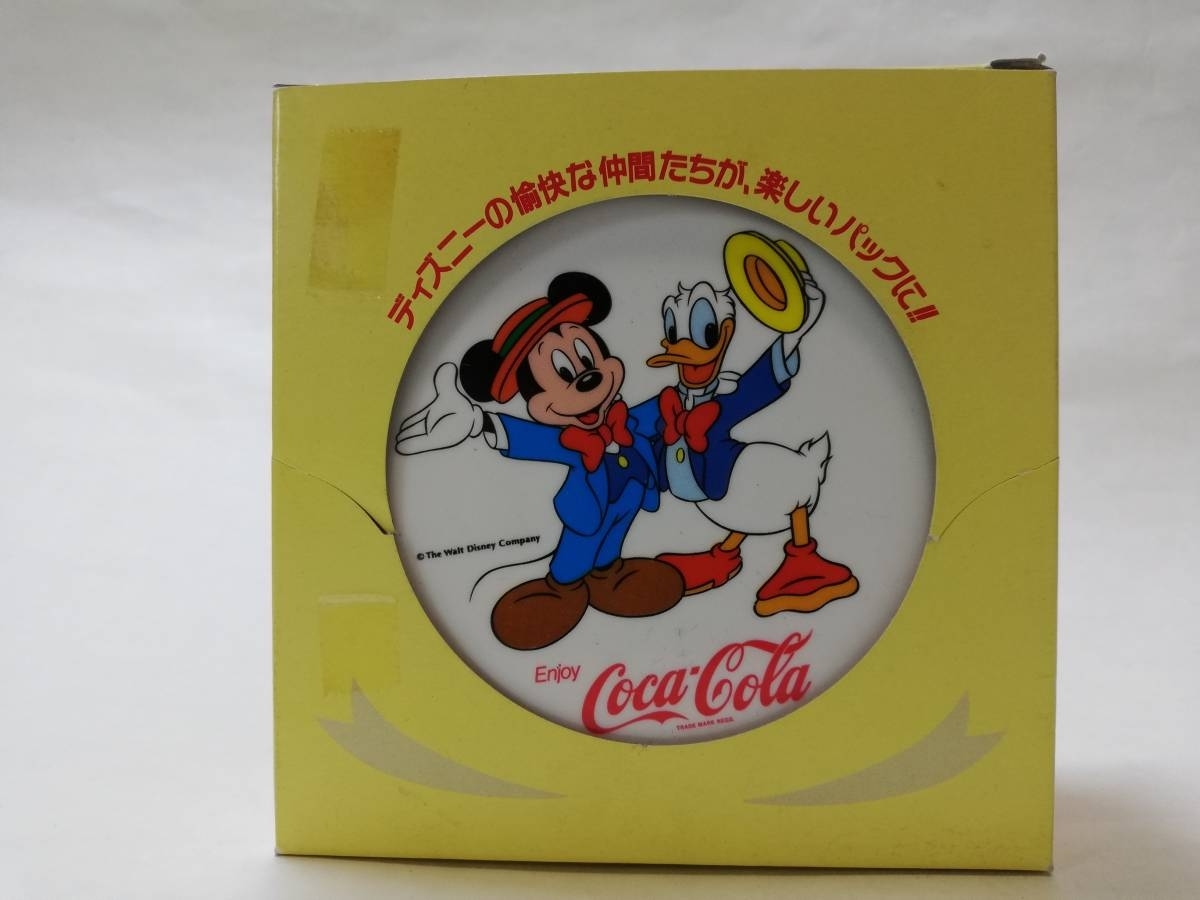 ディズニーの愉快な仲間たちが、楽しいパックに!!
© The Walt Disney Company
Enjoy
Coca-Cola
TRADE MARK REGD.